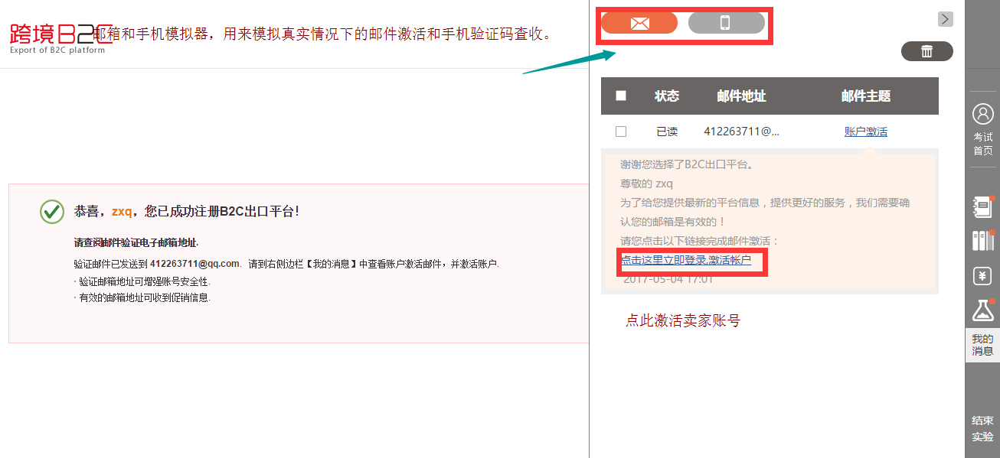 跨境B2C
Export of B2C platform
邮箱和手机模拟器，用来模拟真实情况下的邮件激活和手机验证码查收。
恭喜，zxq，您已成功注册B2C出口平台！
请查阅邮件验证电子邮箱地址.
验证邮件已发送到 412263711@qq.com. 请到右侧边栏【我的消息】中查看账户激活邮件，并激活账户.
· 验证邮箱地址可增强账号安全性.
· 有效的邮箱地址可收到促销信息.
状态 邮件地址 邮件主题
已读 412263711@... 账户激活
谢谢您选择了B2C出口平台。
尊敬的 zxq
为了给您提供最新的平台信息，提供更好的服务，我们需要确
认您的邮箱是有效的！
请您点击以下链接完成邮件激活：
点击这里立即登录,激活帐户
2017-05-04 17:01
点此激活卖家账号
考试
首页
我的
消息
结束
实验